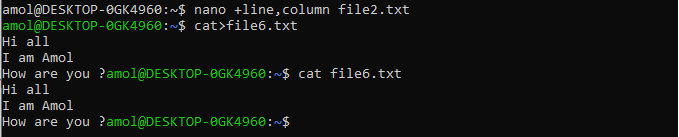 amol@DESKTOP-0GK4960:~$ nano +line,column file2.txt
amol@DESKTOP-0GK4960:~$ cat>file6.txt
Hi all
I am Amol
How are you ?amol@DESKTOP-0GK4960:~$ cat file6.txt
Hi all
I am Amol
How are you ?amol@DESKTOP-0GK4960:~$